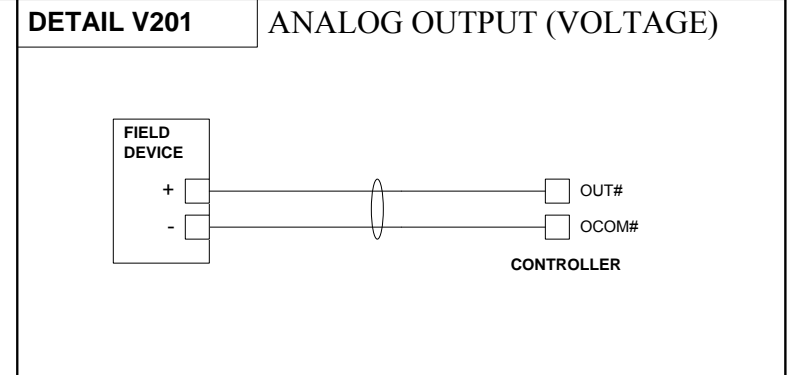 DETAIL V201
ANALOG OUTPUT (VOLTAGE)
FIELD
DEVICE
+
-
OUT#
OCOM#
CONTROLLER